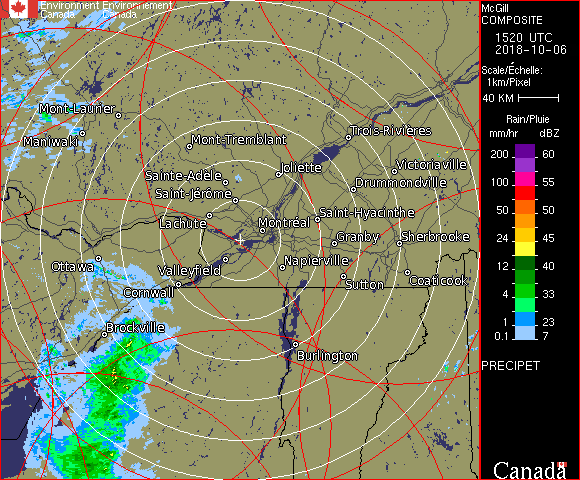 Environment Environnement
Canada Canada
McGill
COMPOSITE
1520 UTC
2018-10-06
Scale/Échelle:
1km/Pixel
40 KM
Rain/Pluie
mm/hr dBZ
200 60
100 55
50 50
24 45
12 40
4 33
1 23
0.1 7
PRECIPET
Canada
Mont-Laurier
Maniwaki
Mont-Tremblant
Trois-Rivières
Sainte-Adèle
Joliette
Victoriaville
Saint-Jérôme
Drummondville
Lachute
Montréal
Saint-Hyacinthe
Granby
Sherbrooke
Ottawa
Valleyfield
Napierville
Cornwall
Sutton
Coaticook
Brockville
Burlington